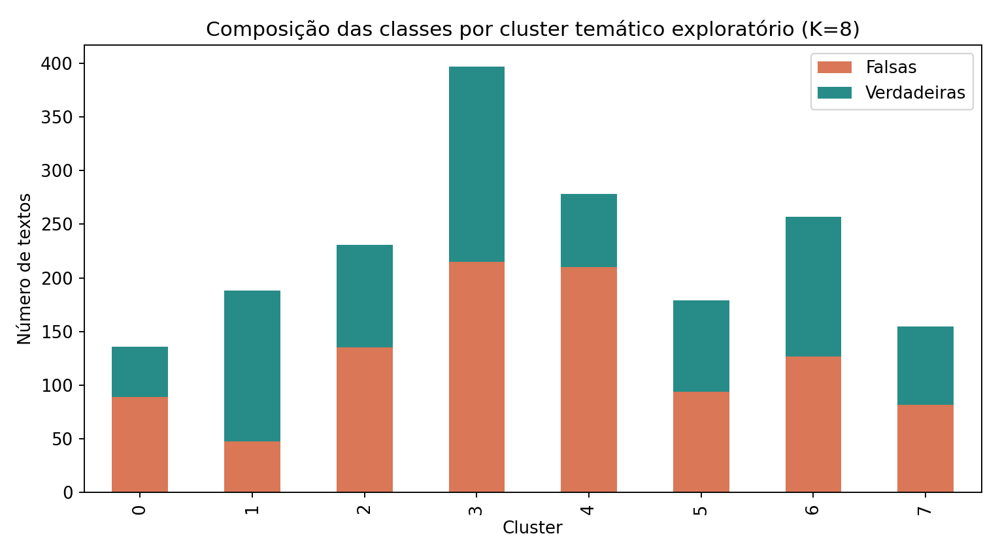 Composição das classes por cluster temático exploratório (K=8)
Falsas
Verdadeiras
Número de textos
400
350
300
250
200
150
100
50
0
0 1 2 3 4 5 6 7
Cluster